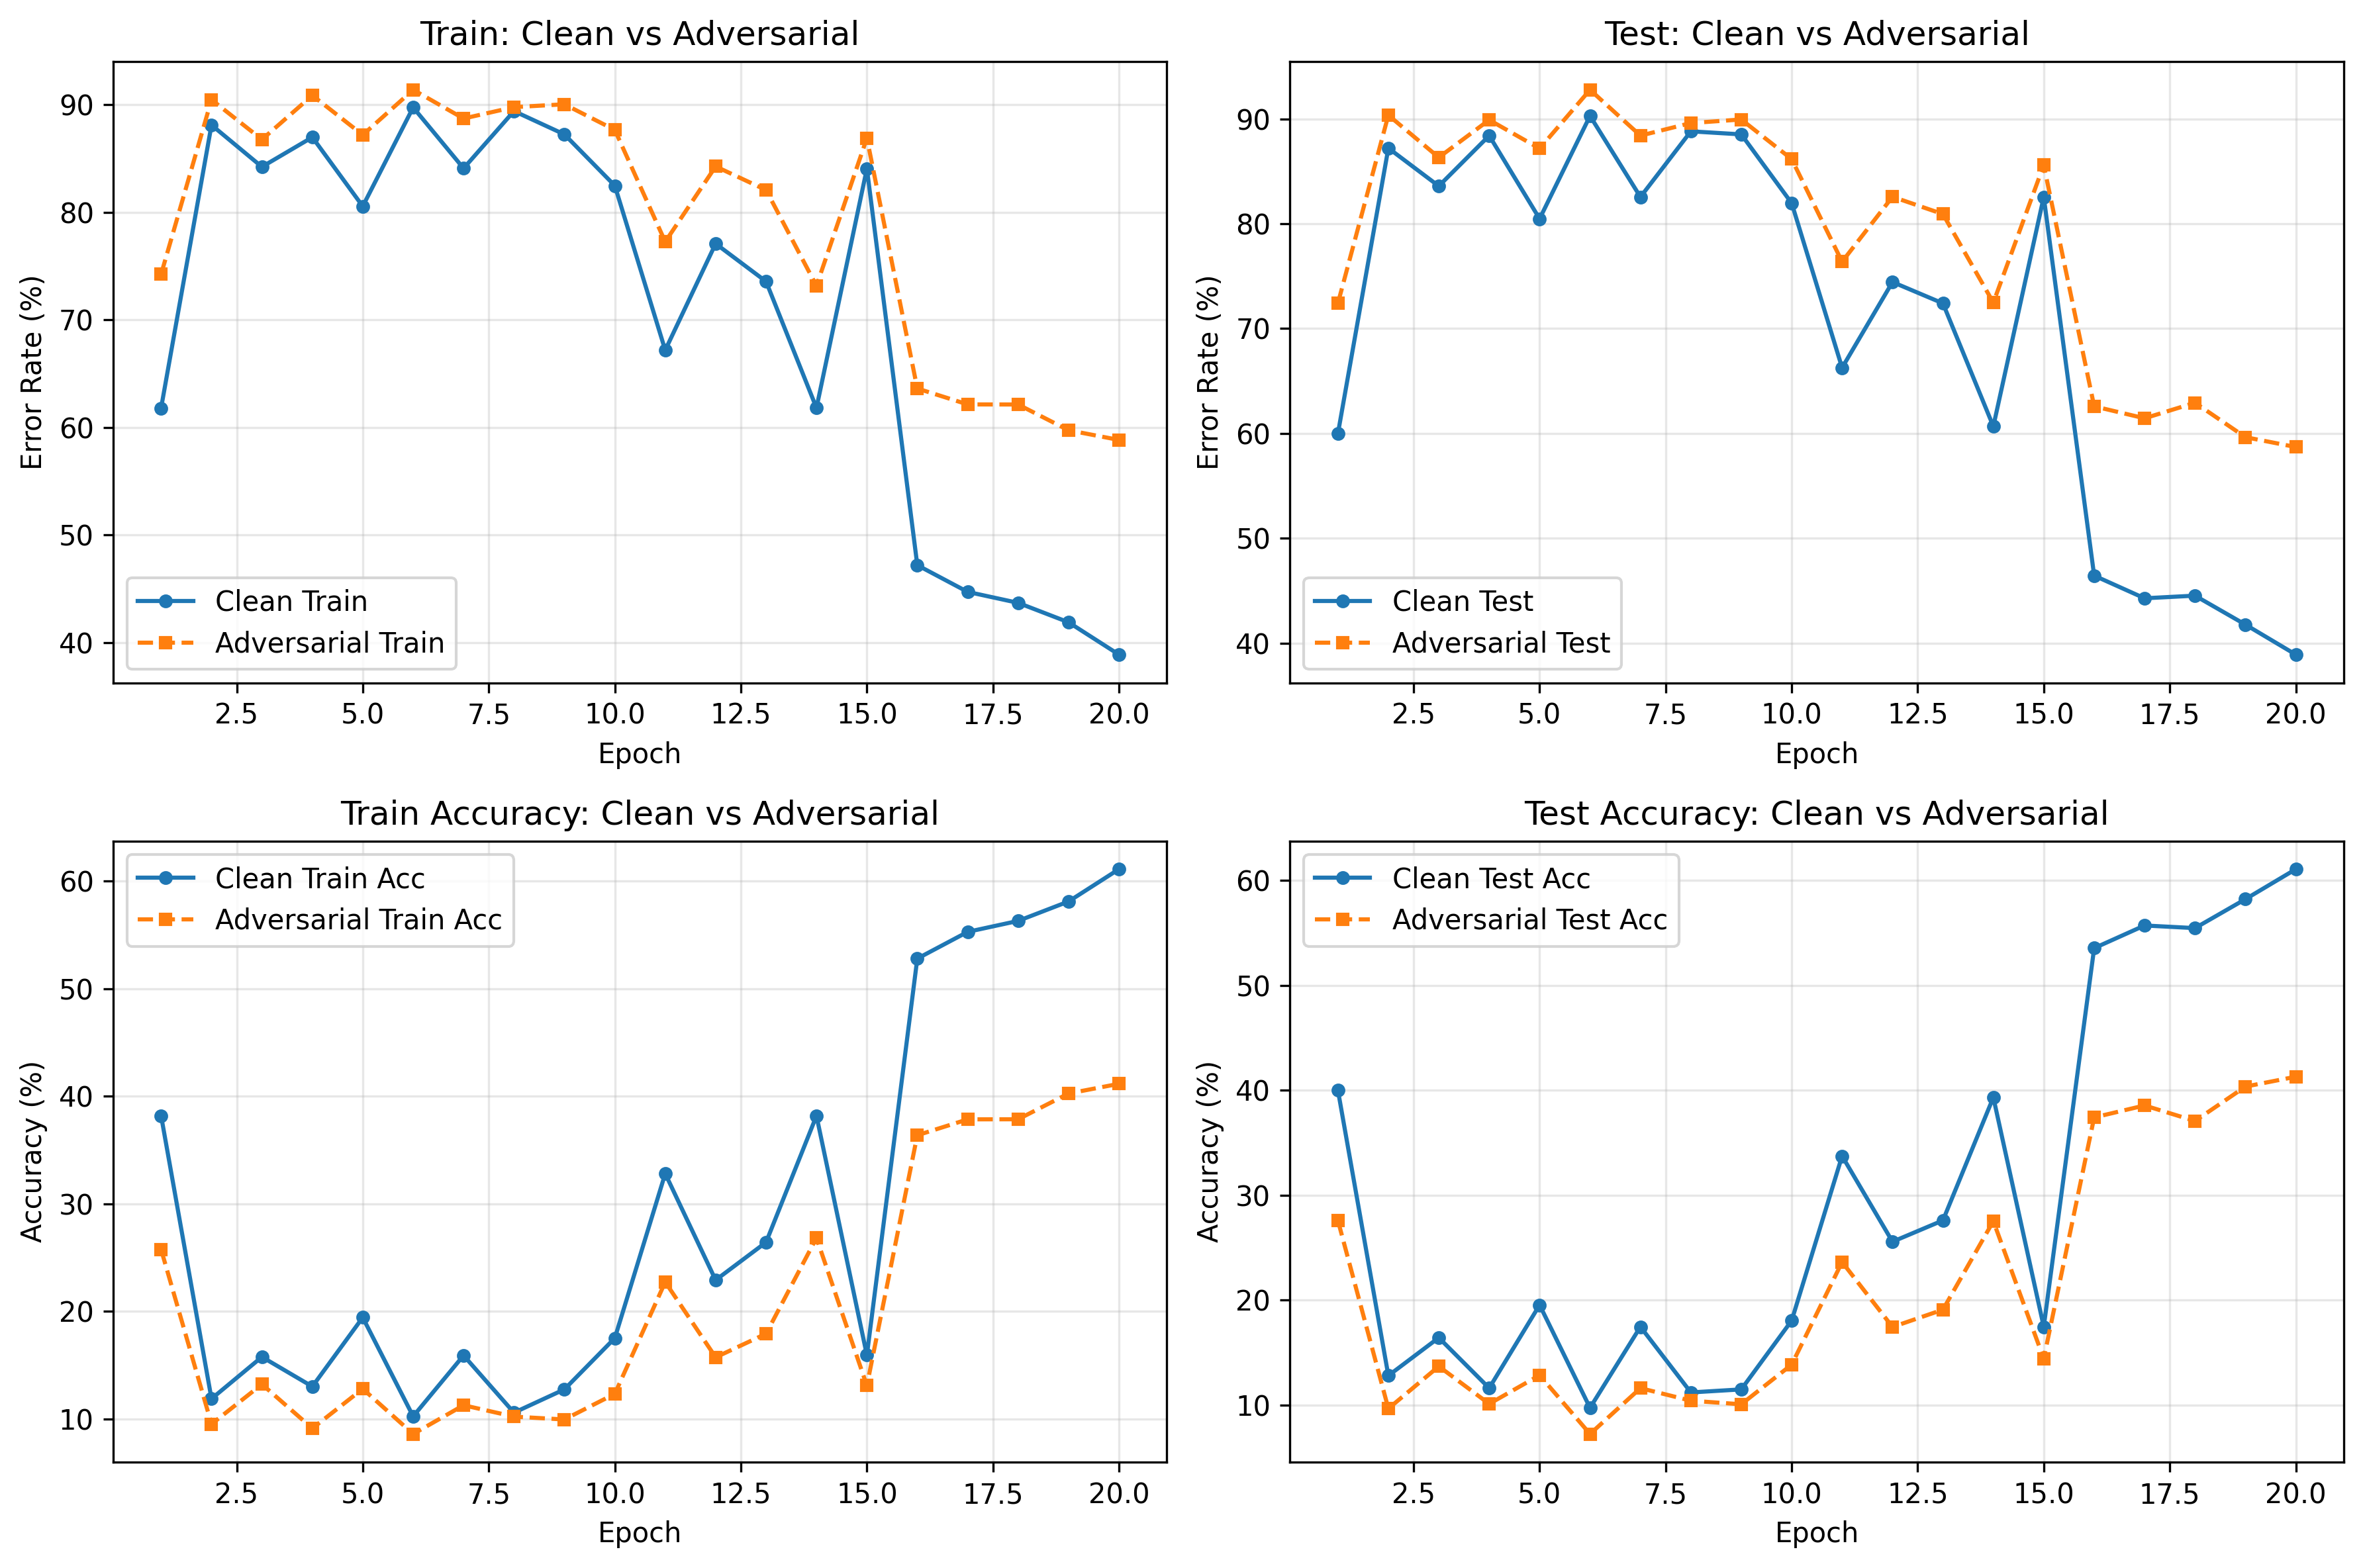 Train: Clean vs Adversarial
Error Rate (%)
90
80
70
60
50
40
Clean Train
Adversarial Train
2.5 5.0 7.5 10.0 12.5 15.0 17.5 20.0
Epoch
Test: Clean vs Adversarial
Error Rate (%)
90
80
70
60
50
40
Clean Test
Adversarial Test
2.5 5.0 7.5 10.0 12.5 15.0 17.5 20.0
Epoch
Train Accuracy: Clean vs Adversarial
Accuracy (%)
60
50
40
30
20
10
Clean Train Acc
Adversarial Train Acc
2.5 5.0 7.5 10.0 12.5 15.0 17.5 20.0
Epoch
Test Accuracy: Clean vs Adversarial
Accuracy (%)
60
50
40
30
20
10
Clean Test Acc
Adversarial Test Acc
2.5 5.0 7.5 10.0 12.5 15.0 17.5 20.0
Epoch